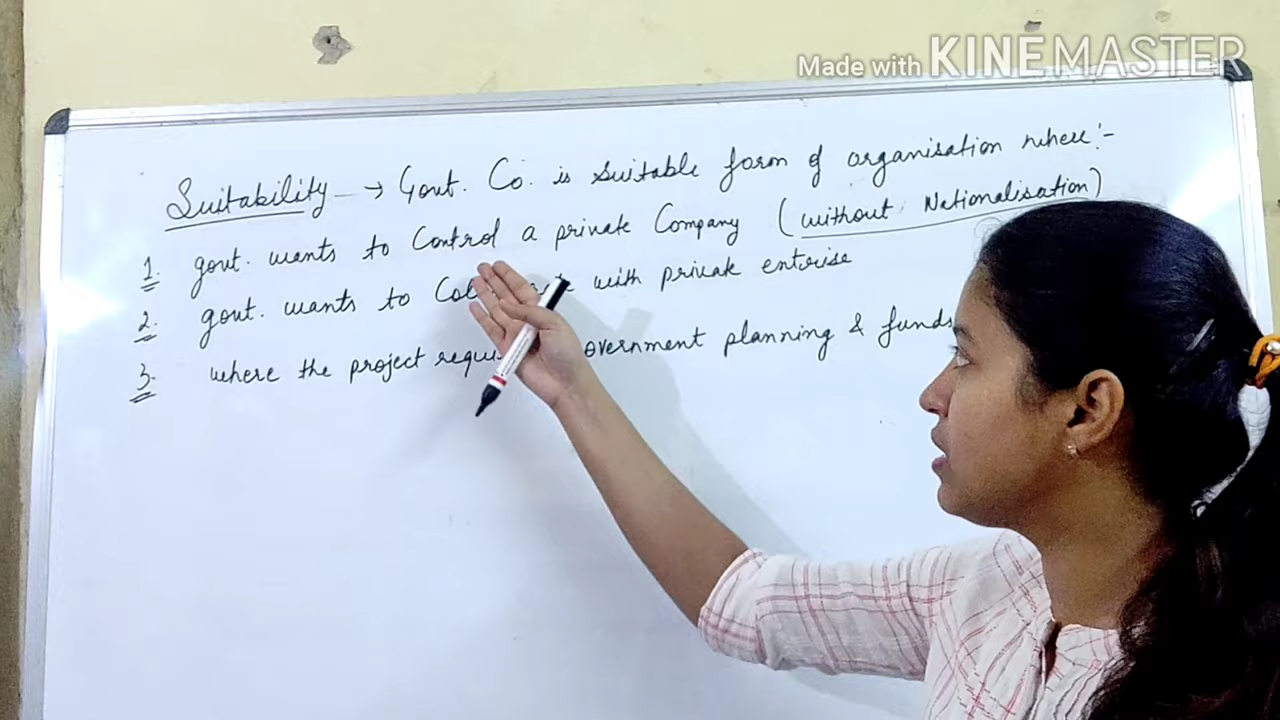 Made with KINEMASTER
Suitability → Govt. Co. is suitable form of organisation where:-
1. govt. wants to Control a private Company (without Nationalisation)
2. govt. wants to with private enterise
3. where the project government planning & funds